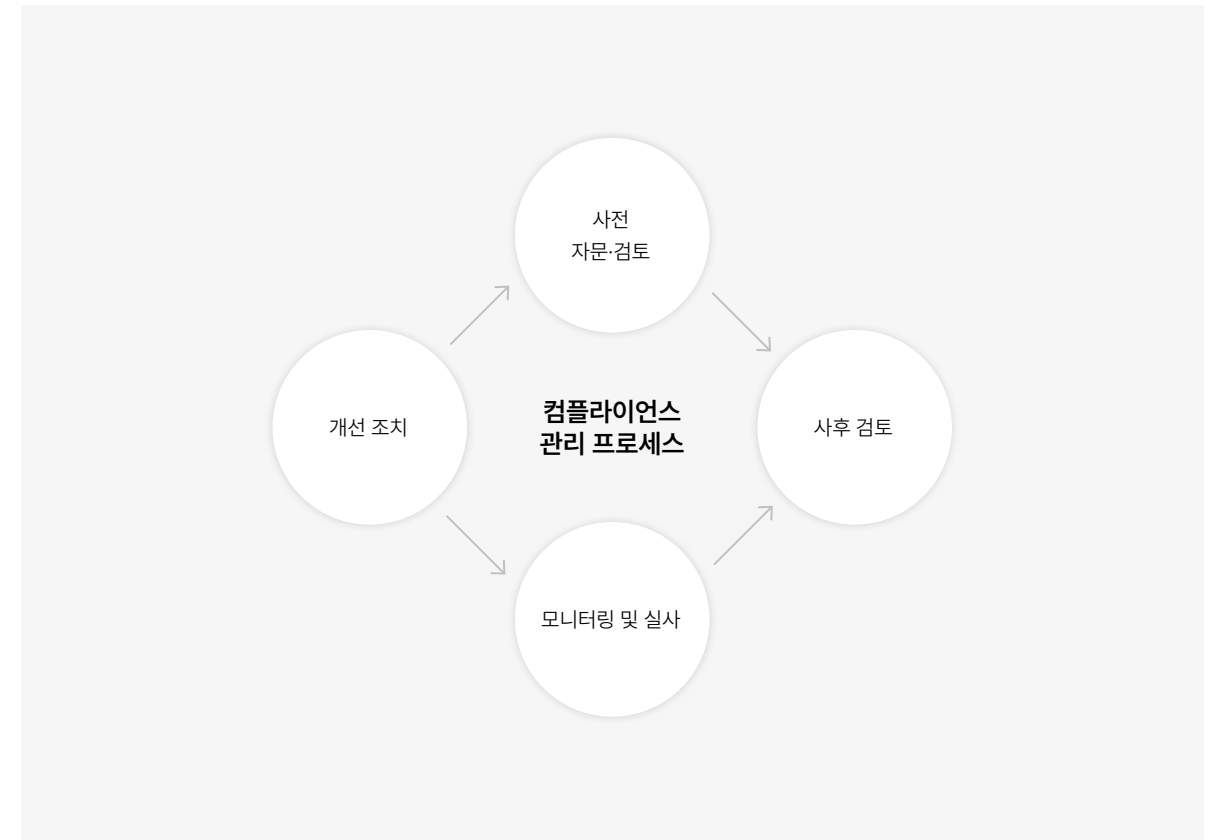 사전
자문·검토
개선 조치
컴플라이언스
관리 프로세스
사후 검토
모니터링 및 실사